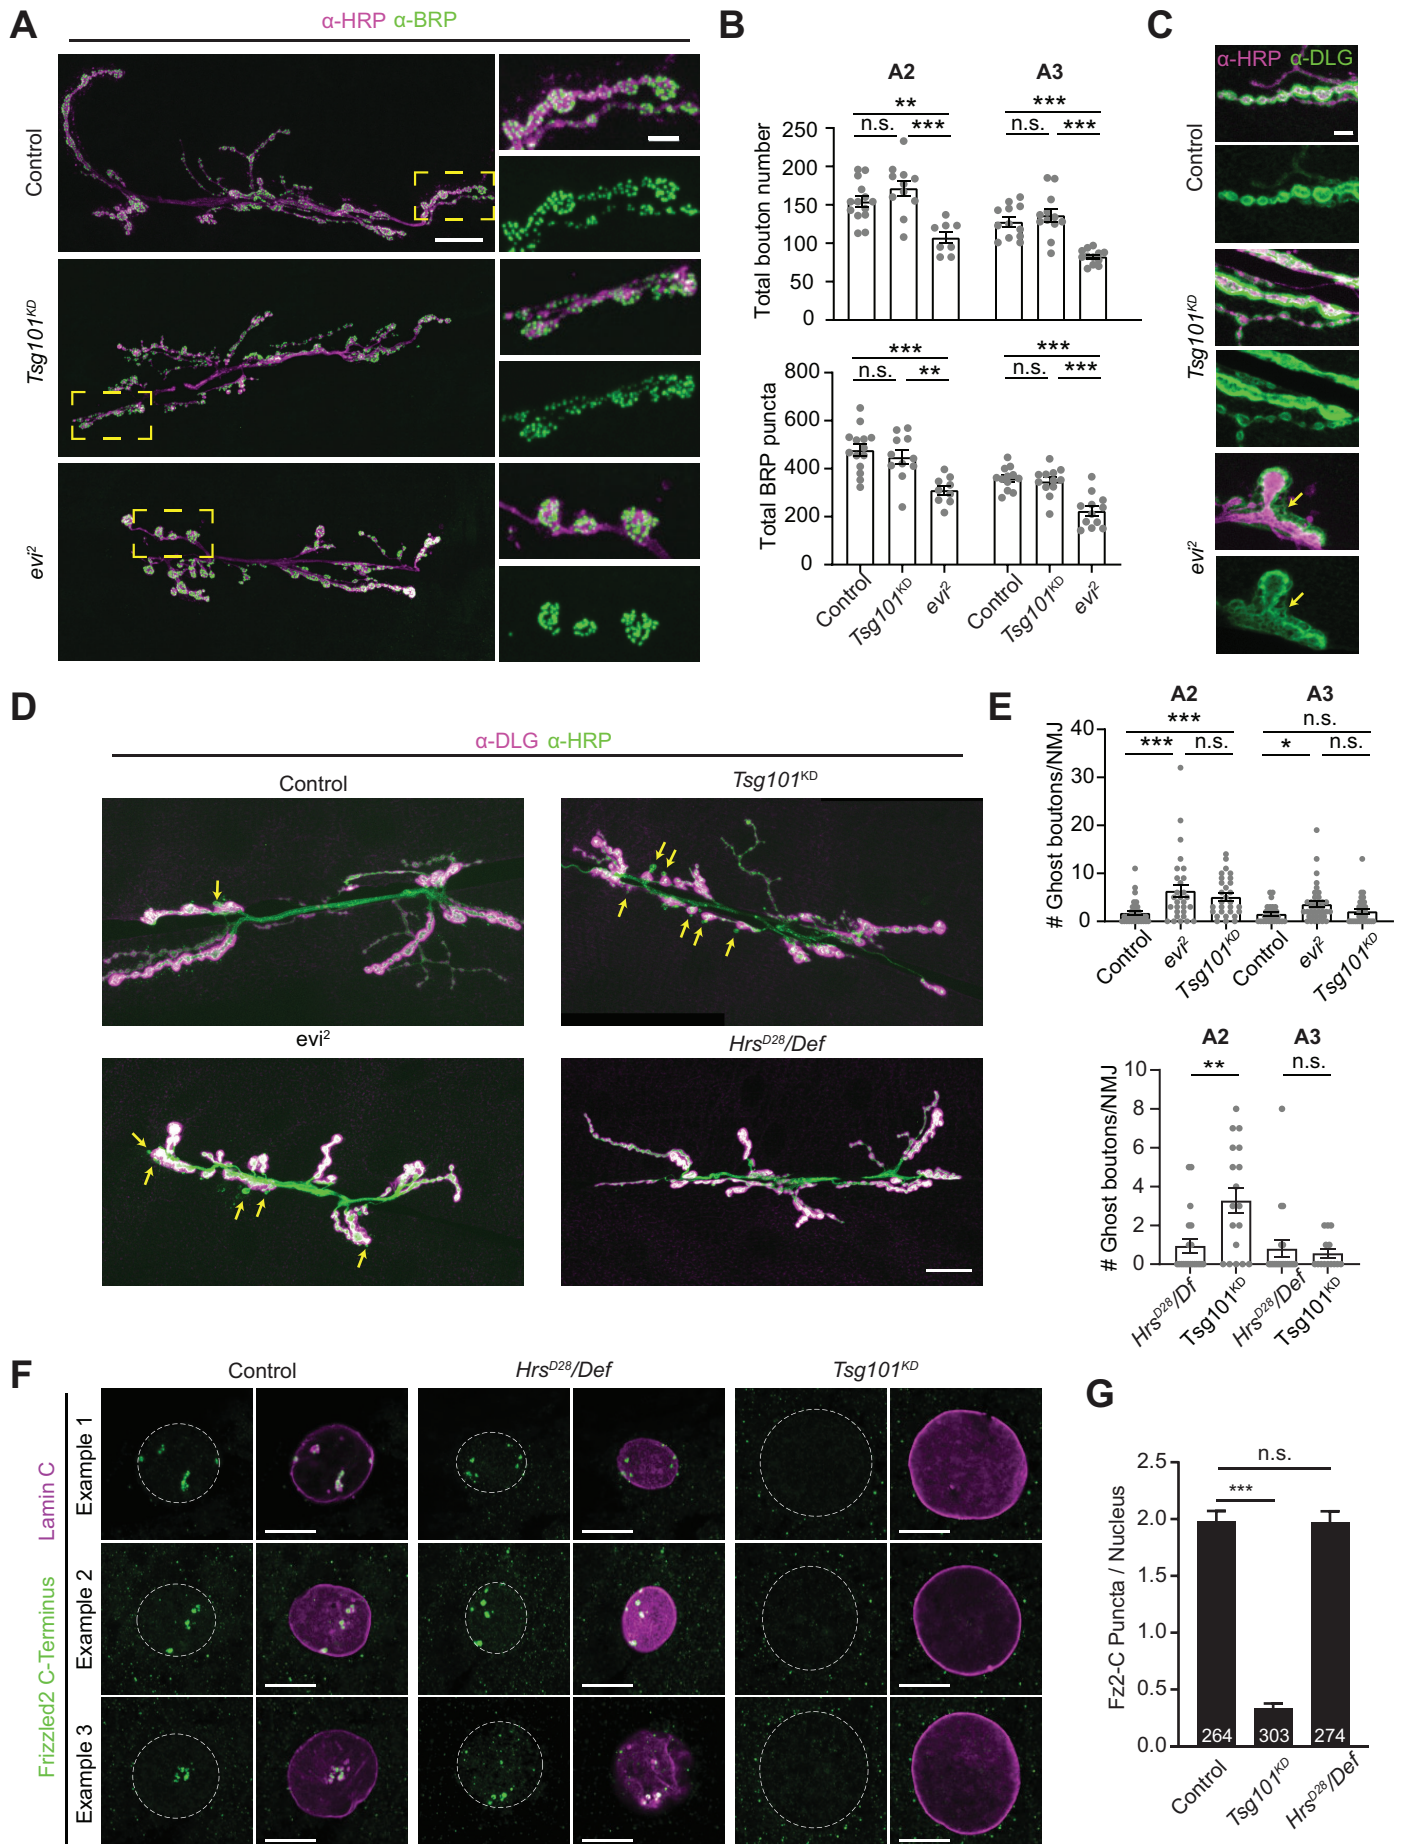 A
α-HRP α-BRP
Control
Tsg101KD
evi2
B
A2 A3
** ***
n.s. *** n.s. ***
Total bouton number
250
200
150
100
50
0
*** ***
n.s. ** n.s. ***
Total BRP puncta
800
600
400
200
0
Control Tsg101KD evi2 Control Tsg101KD evi2
C
α-HRP α-DLG
Control
Tsg101KD
evi2
D
α-DLG α-HRP
Control Tsg101KD
evi2 HrsD28/Def
E
A2 A3
*** n.s.
*** n.s. * n.s.
# Ghost boutons/NMJ
40
30
20
10
0
Control evi2 Tsg101KD Control evi2 Tsg101KD
A2 A3
** n.s.
# Ghost boutons/NMJ
10
8
6
4
2
0
HrsD28/Df Tsg101KD HrsD28/Def Tsg101KD
F
Control HrsD28/Def Tsg101KD
Frizzled2 C-Terminus Lamin C
Example 1
Example 2
Example 3
G
n.s.
***
Fz2-C Puncta / Nucleus
2.5
2.0
1.5
1.0
0.5
0.0
264 303 274
Control Tsg101KD HrsD28/Def